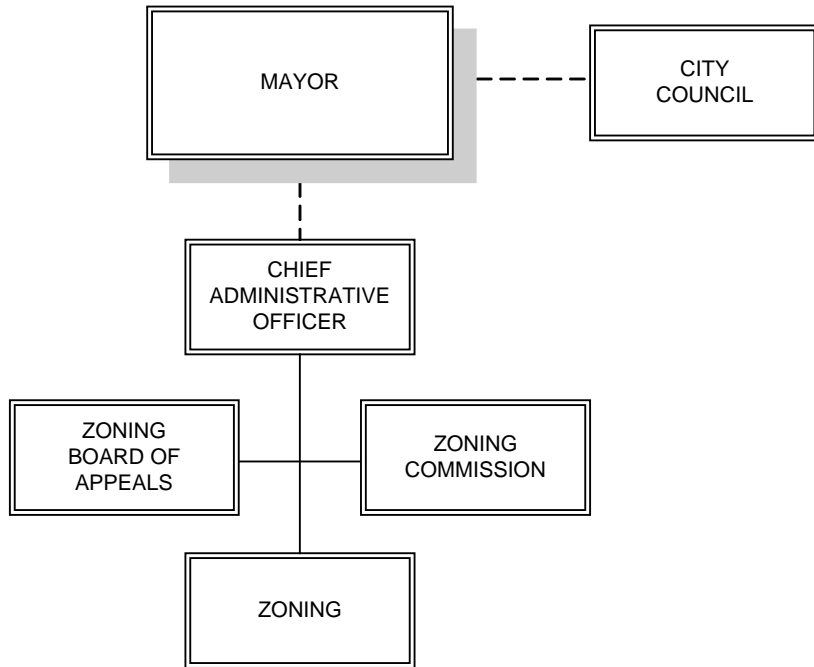 MAYOR
CITY
COUNCIL
CHIEF
ADMINISTRATIVE
OFFICER
ZONING
BOARD OF
APPEALS
ZONING
COMMISSION
ZONING